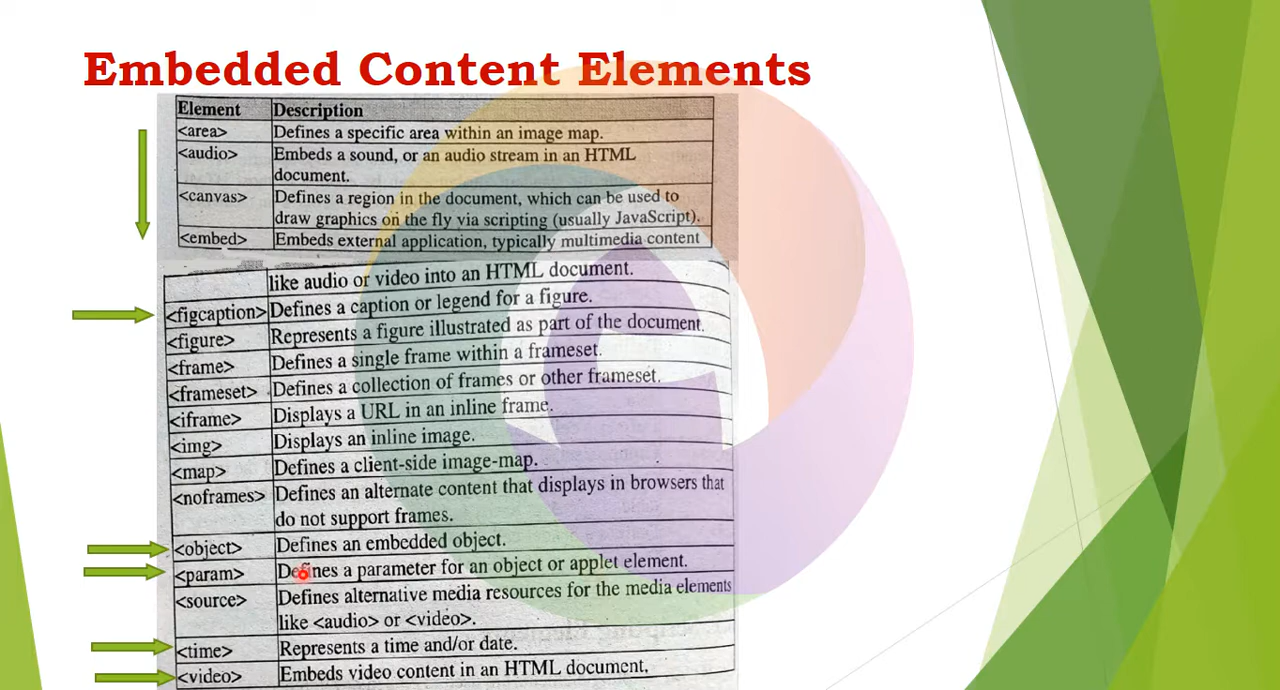 Embedded Content Elements
Element Description
<area> Defines a specific area within an image map.
<audio> Embeds a sound, or an audio stream in an HTML
document.
<canvas> Defines a region in the document, which can be used to
draw graphics on the fly via scripting (usually JavaScript).
<embed> Embeds external application, typically multimedia content
like audio or video into an HTML document.
<figcaption> Defines a caption or legend for a figure.
<figure> Represents a figure illustrated as part of the document.
<frame> Defines a single frame within a frameset.
<frameset> Defines a collection of frames or other frameset.
<iframe> Displays a URL in an inline frame.
<img> Displays an inline image.
<map> Defines a client-side image-map.
<noframes> Defines an alternate content that displays in browsers that
do not support frames.
<object> Defines an embedded object.
<param> Defines a parameter for an object or applet element.
<source> Defines alternative media resources for the media elements
like <audio> or <video>.
<time> Represents a time and/or date.
<video> Embeds video content in an HTML document.